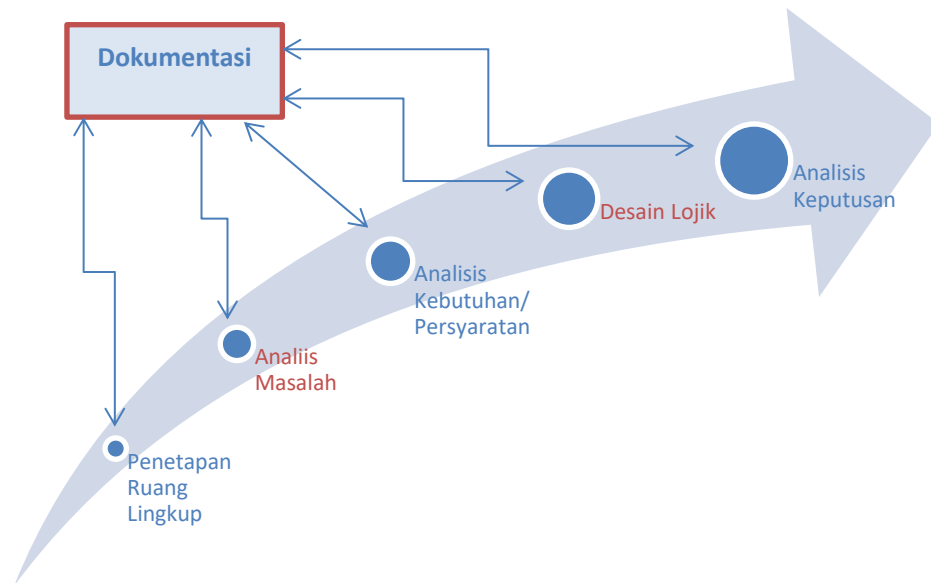 Dokumentasi
Analisis
Keputusan
Desain Lojik
Analisis
Kebutuhan/
Persyaratan
Analiis
Masalah
Penetapan
Ruang
Lingkup